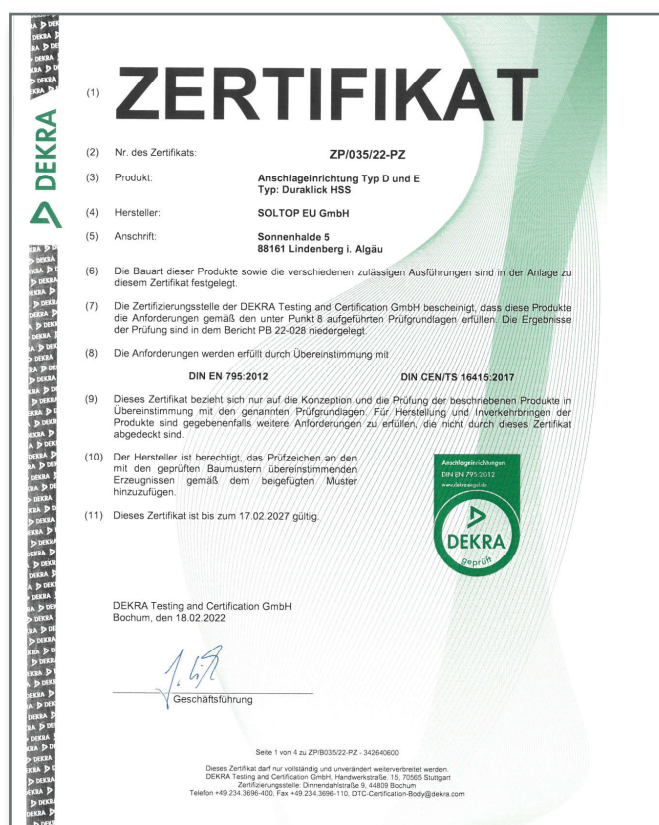 (1) ZERTIFIKAT
DEKRA
(2) Nr. des Zertifikats: ZP/035/22-PZ
(3) Produkt: Anschlageinrichtung Typ D und E
Typ: Duraklick HSS
(4) Hersteller: SOLTOP EU GmbH
(5) Anschrift: Sonnenhalde 5
88161 Lindenberg i. Algäu
(6) Die Bauart dieser Produkte sowie die verschiedenen zulässigen Ausführungen sind in der Anlage zu
diesem Zertifikat festgelegt.
(7) Die Zertifizierungsstelle der DEKRA Testing and Certification GmbH bescheinigt, dass diese Produkte
die Anforderungen gemäß den unter Punkt 8 aufgeführten Prüfgrundlagen erfüllen. Die Ergebnisse
der Prüfung sind in dem Bericht PB 22-028 niedergelegt.
(8) Die Anforderungen werden erfüllt durch Übereinstimmung mit
DIN EN 795:2012 DIN CEN/TS 16415:2017
(9) Dieses Zertifikat bezieht sich nur auf die Konzeption und die Prüfung der beschriebenen Produkte in
Übereinstimmung mit den genannten Prüfgrundlagen. Für Herstellung und Inverkehrbringen der
Produkte sind gegebenenfalls weitere Anforderungen zu erfüllen, die nicht durch dieses Zertifikat
abgedeckt sind.
(10) Der Hersteller ist berechtigt, das Prüfzeichen an den
mit den geprüften Baumustern übereinstimmenden
Erzeugnissen gemäß dem beigefügten Muster
hinzuzufügen.
Anschlageinrichtungen
DIN EN 795:2012
www.dekrasiegel.de
DEKRA
geprüft
(11) Dieses Zertifikat ist bis zum 17.02.2027 gültig.
DEKRA Testing and Certification GmbH
Bochum, den 18.02.2022
Geschäftsführung
Seite 1 von 4 zu ZP/B035/22-PZ - 342640600
Dieses Zertifikat darf nur vollständig und unverändert weiterverbreitet werden.
DEKRA Testing and Certification GmbH, Handwerkstraße. 15, 70565 Stuttgart
Zertifizierungsstelle: Dinnendahlstraße 9, 44809 Bochum
Telefon +49.234.3696-400, Fax +49.234.3696-110, DTC-Certification-Body@dekra.com